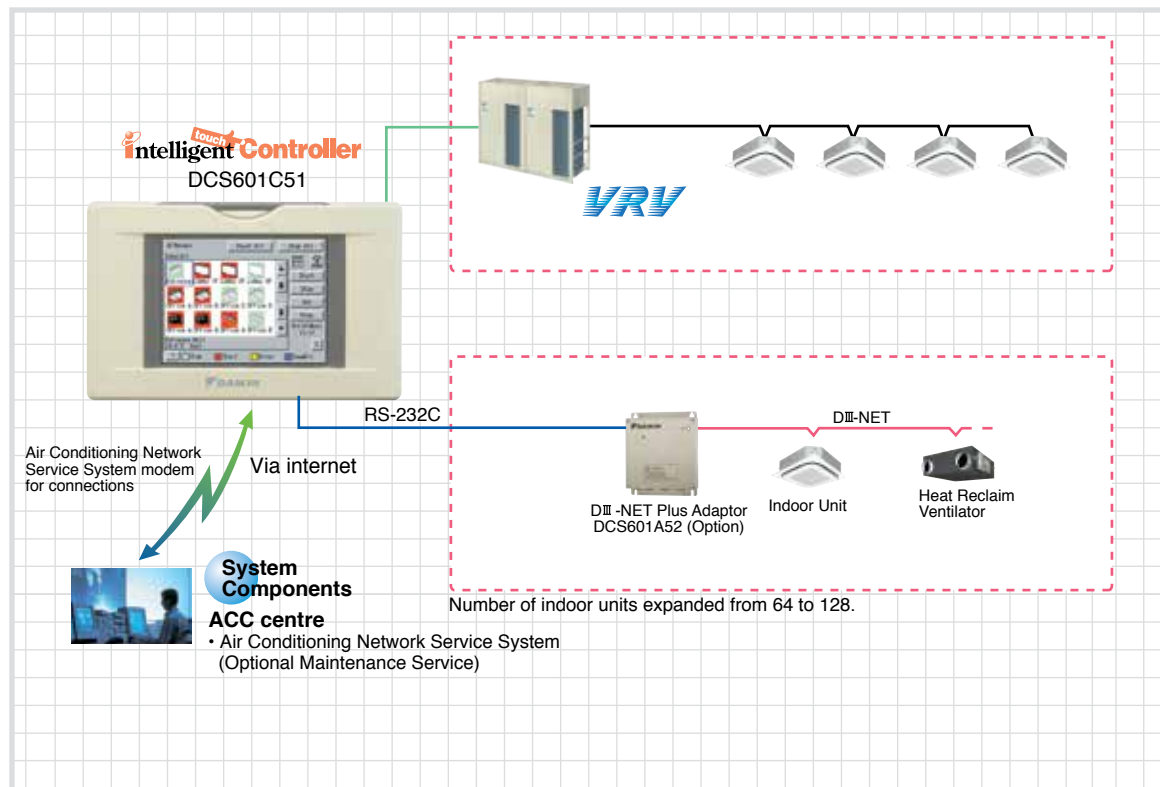 intelligent touch Controller
DCS601C51
VRV
DAIKIN
RS-232C
DIII-NET
Air Conditioning Network
Service System modem
for connections
Via internet
DAIKIN
DIII-NET Plus Adaptor
DCS601A52 (Option)
Indoor Unit
Heat Reclaim
Ventilator
System
Components
ACC centre
• Air Conditioning Network Service System
(Optional Maintenance Service)
Number of indoor units expanded from 64 to 128.